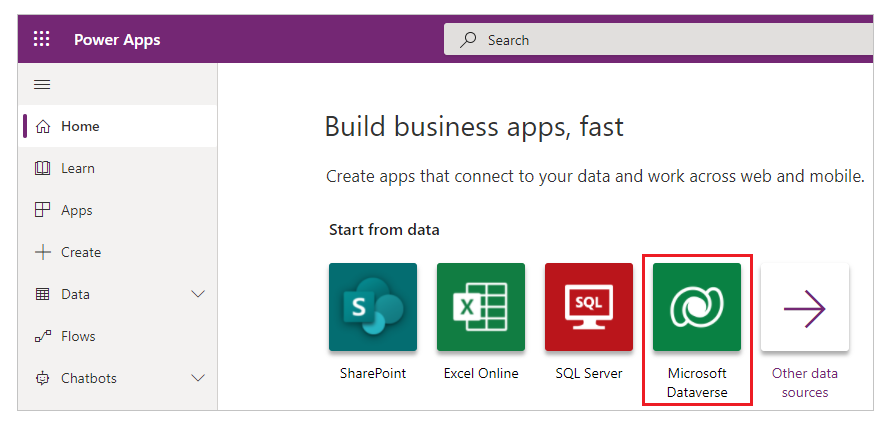 Power Apps
Search
Home
Learn
Apps
Create
Data
Flows
Chatbots
Build business apps, fast
Create apps that connect to your data and work across web and mobile.
Start from data
S
X
SQL
SharePoint
Excel Online
SQL Server
Microsoft
Dataverse
Other data
sources